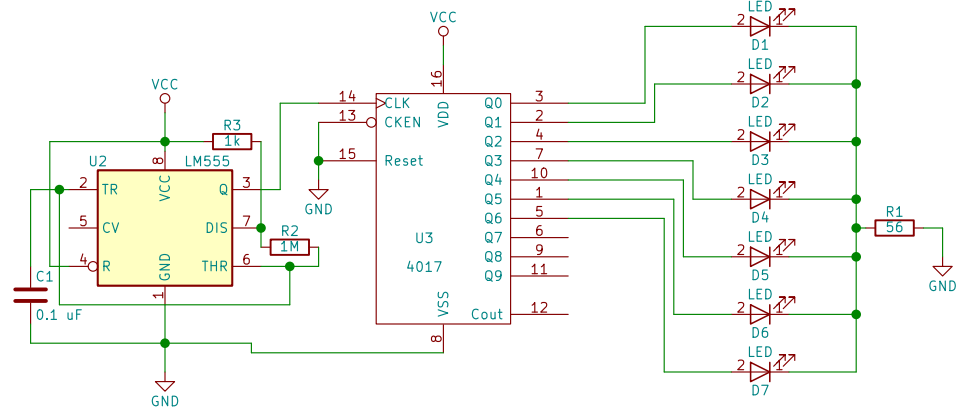 LED
2 1
D1
VCC
LED
2 1
D2
VCC
16
VDD
14 CLK Q0 3
13 CKEN Q1 2
15 Reset Q2 4
Q3 7
Q4 10
Q5 1
Q6 5
Q7 6
Q8 9
Q9 11
Cout 12
U3
4017
VSS
8
GND
R3
1k
U2 LM555
8
VCC
2 TR Q 3
5 CV DIS 7
4 R THR 6
GND
1
R2
1M
C1
0.1 uF
GND
LED
2 1
D3
LED
2 1
D4
LED
2 1
D5
LED
2 1
D6
LED
2 1
D7
R1
56
GND